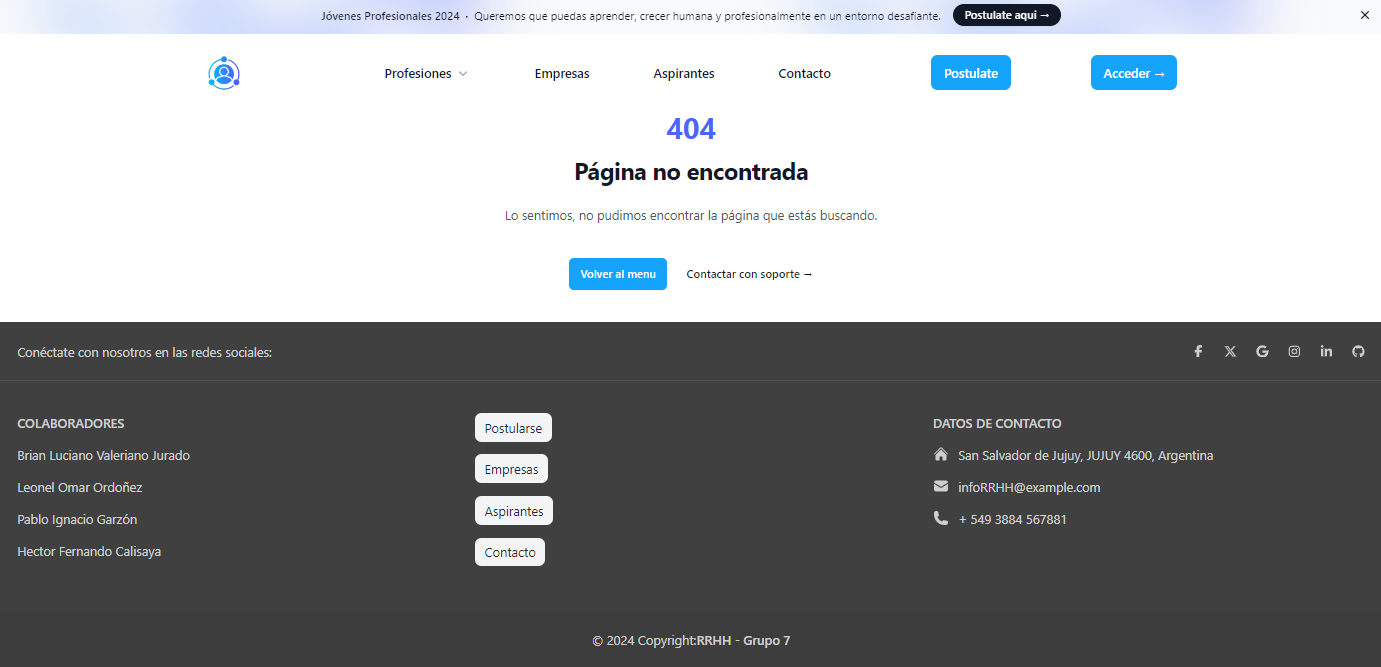 Jóvenes Profesionales 2024 · Queremos que puedas aprender, crecer humana y profesionalmente en un entorno desafiante. Postulate aquí →
Profesiones Empresas Aspirantes Contacto Postulate Acceder →
404
Página no encontrada
Lo sentimos, no pudimos encontrar la página que estás buscando.
Volver al menu Contactar con soporte →
Conéctate con nosotros en las redes sociales:
COLABORADORES
Brian Luciano Valeriano Jurado
Leonel Omar Ordoñez
Pablo Ignacio Garzón
Hector Fernando Calisaya
Postularse
Empresas
Aspirantes
Contacto
DATOS DE CONTACTO
San Salvador de Jujuy, JUJUY 4600, Argentina
infoRRHH@example.com
+ 549 3884 567881
© 2024 Copyright:RRHH - Grupo 7